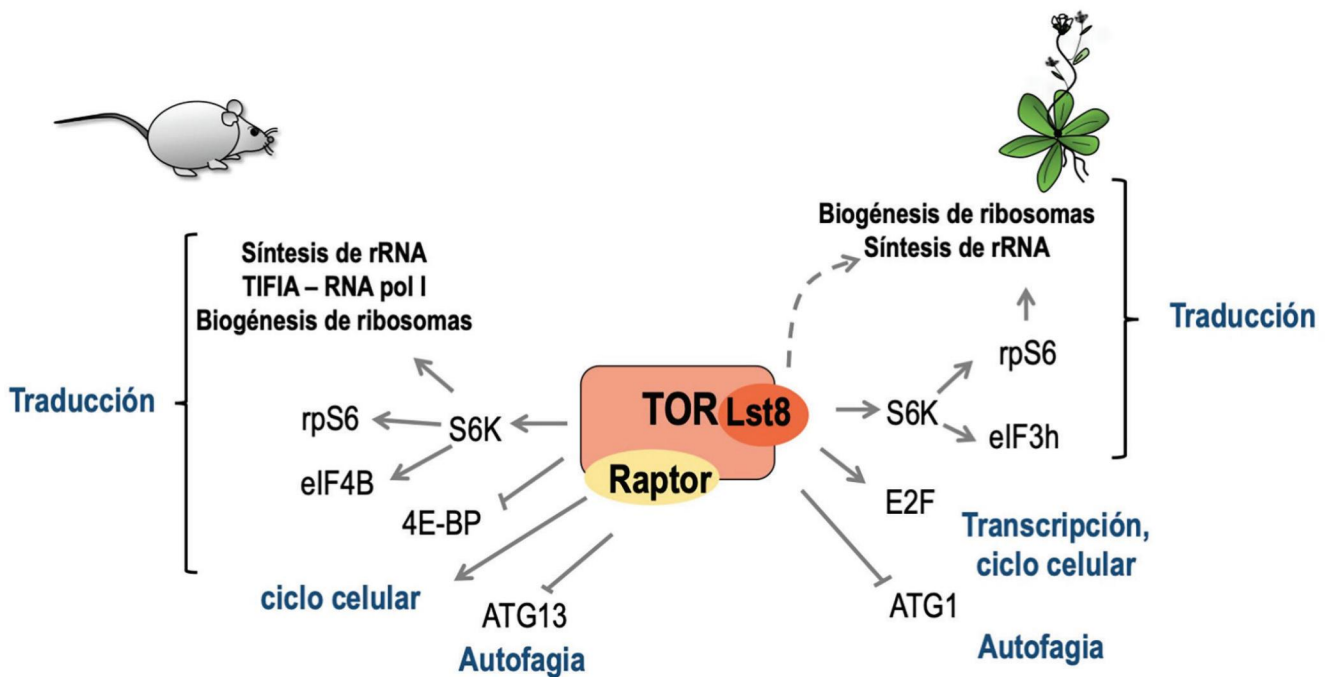 Síntesis de rRNA
TIFIA – RNA pol I
Biogénesis de ribosomas
Traducción
rpS6
S6K
eIF4B
4E-BP
ciclo celular
ATG13
Autofagia
TOR Lst8
Raptor
Biogénesis de ribosomas
Síntesis de rRNA
Traducción
rpS6
S6K
eIF3h
E2F
Transcripción,
ciclo celular
ATG1
Autofagia